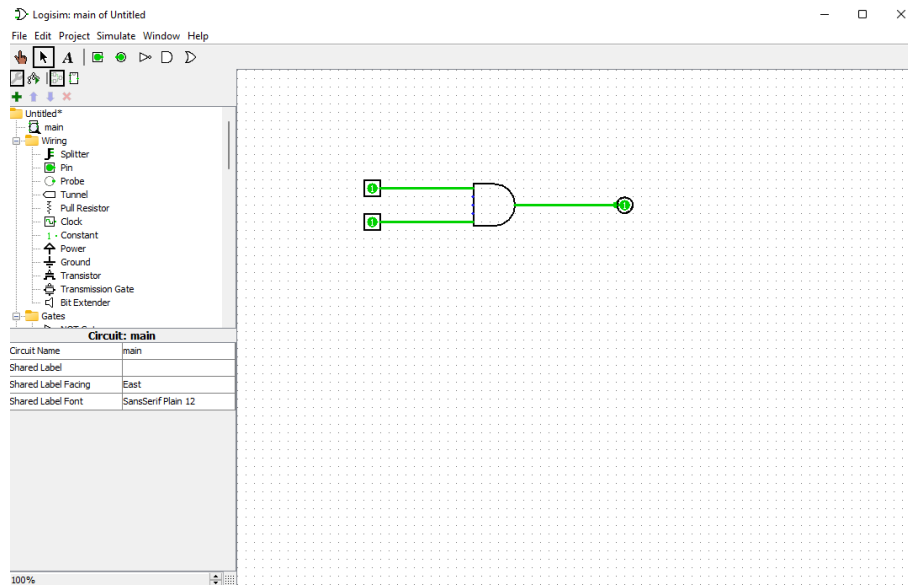 Logisim: main of Untitled
File Edit Project Simulate Window Help
A
Untitled*
main
Wiring
Splitter
Pin
Probe
Tunnel
Pull Resistor
Clock
1 Constant
Power
Ground
Transistor
Transmission Gate
Bit Extender
Gates
Circuit: main
Circuit Name main
Shared Label
Shared Label Facing East
Shared Label Font SansSerif Plain 12
1
1
1
100%